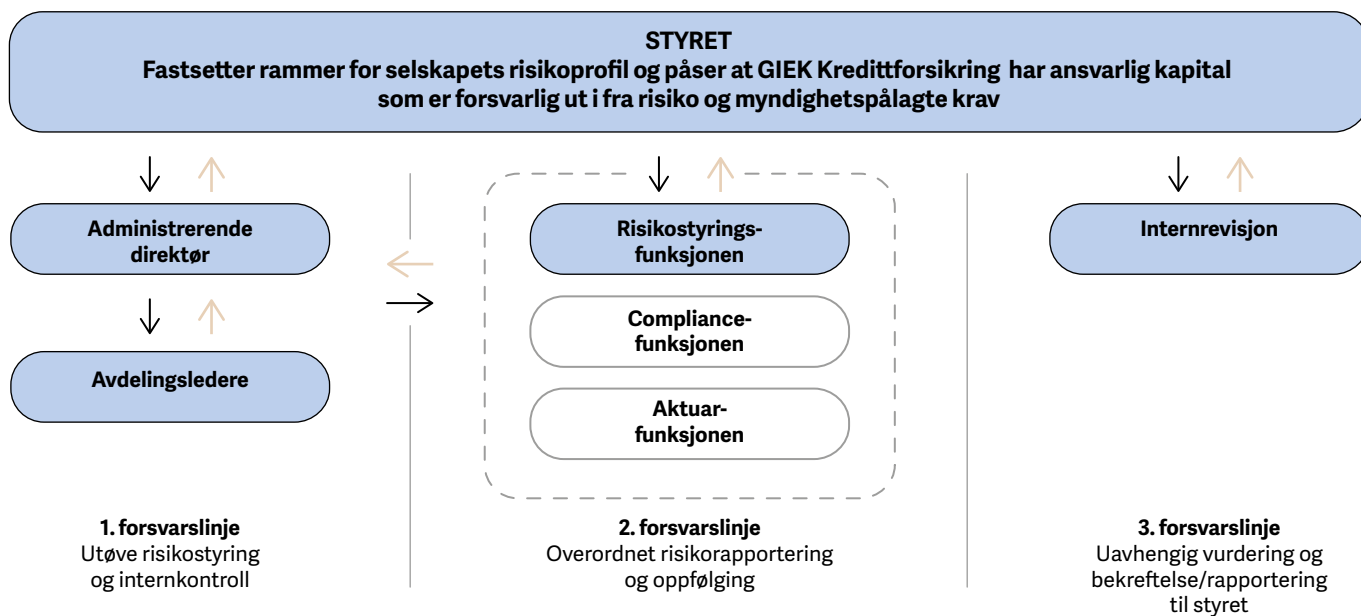 STYRET
Fastsetter rammer for selskapets risikoprofil og påser at GIEK Kredittforsikring har ansvarlig kapital
som er forsvarlig ut i fra risiko og myndighetspålagte krav
Administrerende
direktør
Avdelingsledere
Risikostyrings-
funksjonen
Compliance-
funksjonen
Aktuar-
funksjonen
Internrevisjon
1. forsvarslinje
Utøve risikostyring
og internkontroll
2. forsvarslinje
Overordnet risikorapportering
og oppfølging
3. forsvarslinje
Uavhengig vurdering og
bekreftelse/rapportering
til styret